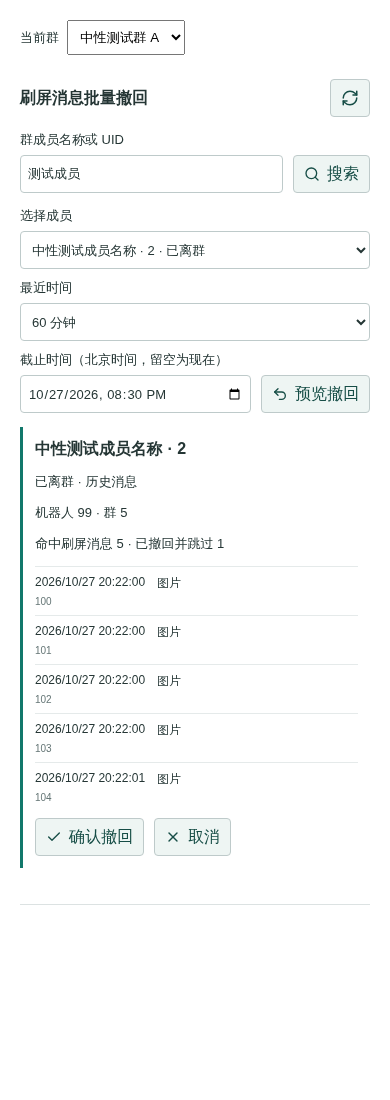 当前群 中性测试群 A
刷屏消息批量撤回
群成员名称或 UID
测试成员 搜索
选择成员
中性测试成员名称 · 2 · 已离群
最近时间
60 分钟
截止时间（北京时间，留空为现在）
10/27/2026, 08:30 PM 预览撤回
中性测试成员名称 · 2
已离群 · 历史消息
机器人 99 · 群 5
命中刷屏消息 5 · 已撤回并跳过 1
2026/10/27 20:22:00 图片
100
2026/10/27 20:22:00 图片
101
2026/10/27 20:22:00 图片
102
2026/10/27 20:22:00 图片
103
2026/10/27 20:22:01 图片
104
确认撤回 取消